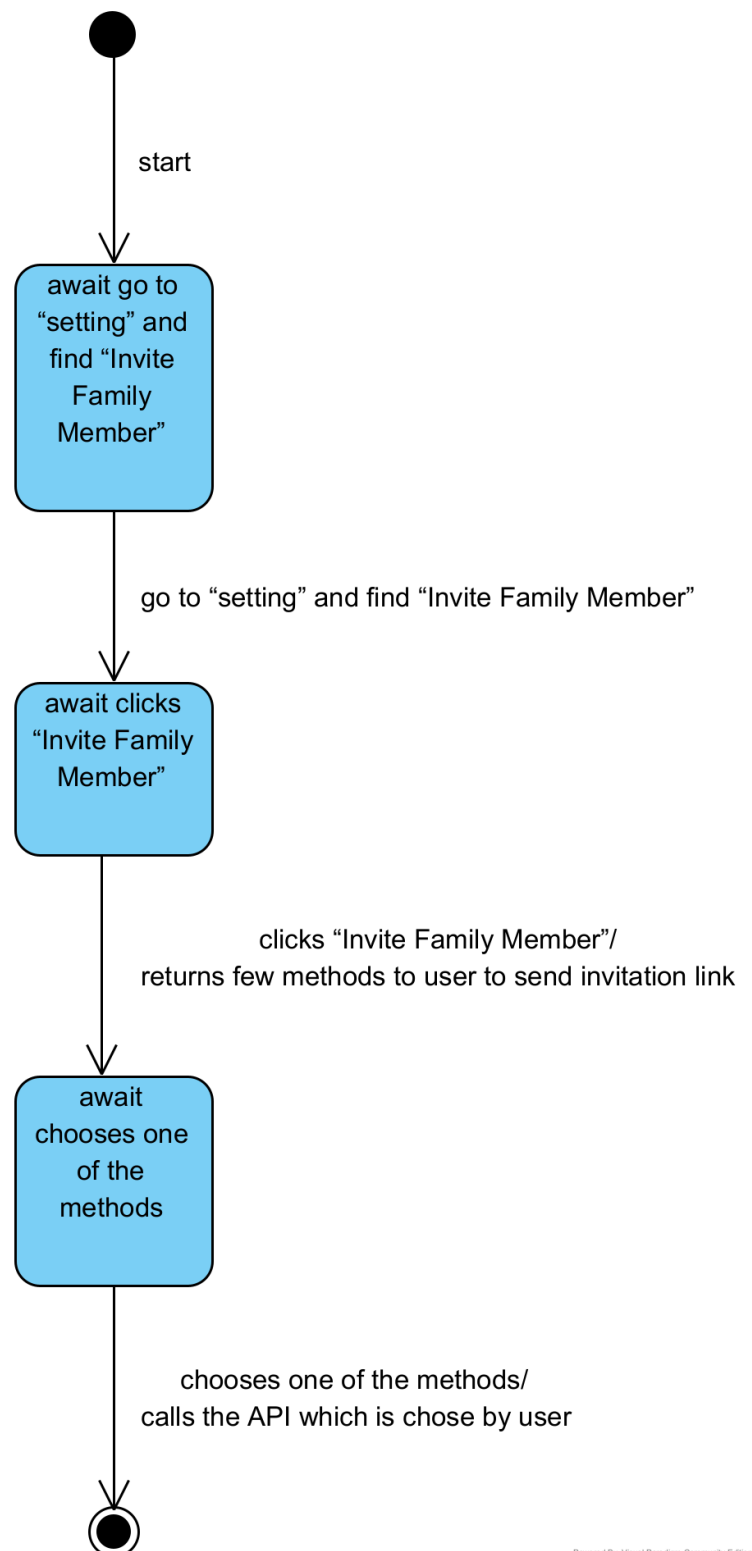 start
await go to
“setting” and
find “Invite
Family
Member”
go to “setting” and find “Invite Family Member”
await clicks
“Invite Family
Member”
clicks “Invite Family Member”/
returns few methods to user to send invitation link
await
chooses one
of the
methods
chooses one of the methods/
calls the API which is chose by user